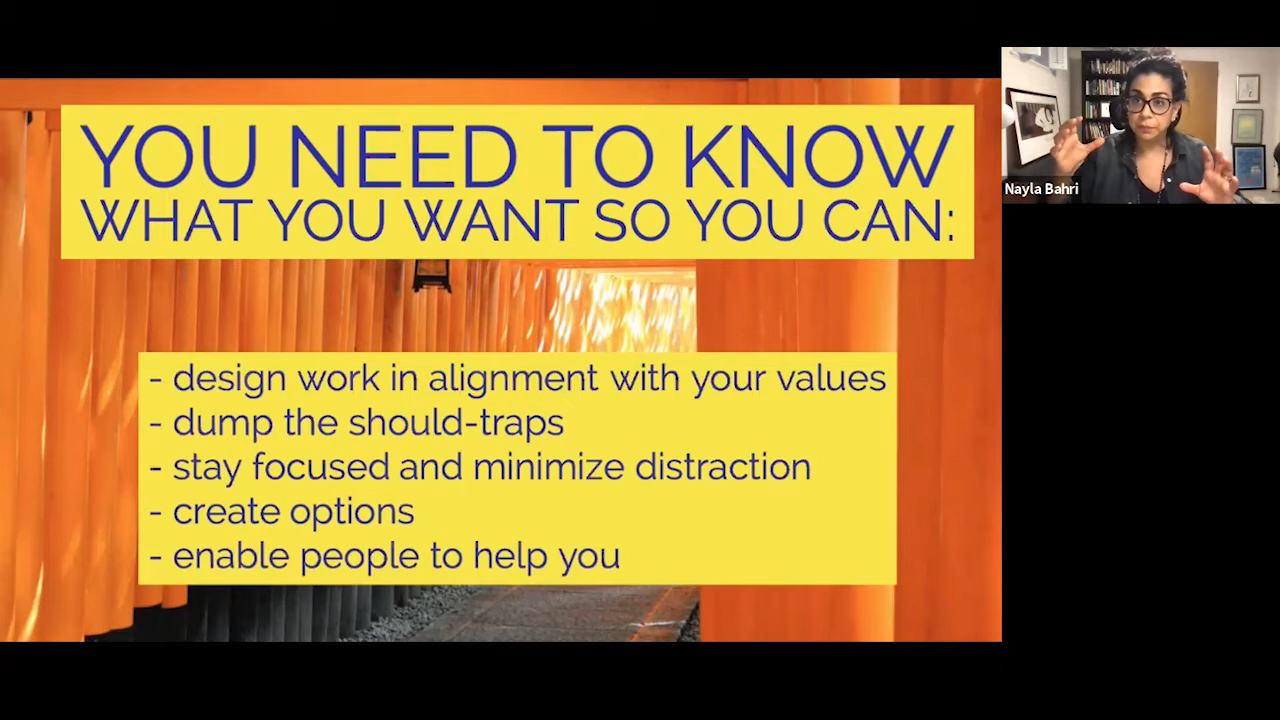 YOU NEED TO KNOW
WHAT YOU WANT SO YOU CAN:
- design work in alignment with your values
- dump the should-traps
- stay focused and minimize distraction
- create options
- enable people to help you
Nayla Bahri